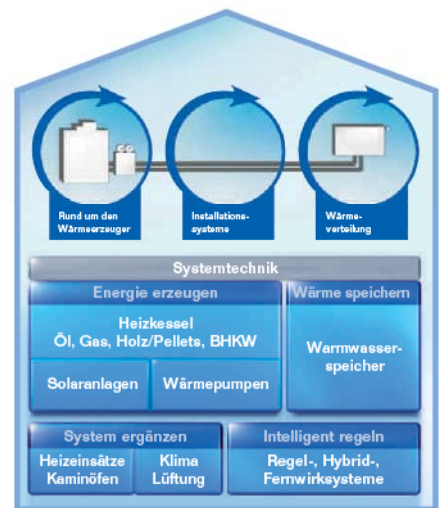 Rund um den
Wärmeerzeuger
Installations-
systeme
Wärme-
verteilung
Systemtechnik
Energie erzeugen
Heizkessel
Öl, Gas, Holz/Pellets, BHKW
Solaranlagen
Wärmepumpen
Wärme speichern
Warmwasser-
speicher
System ergänzen
Heizeinsätze
Kaminöfen
Klima
Lüftung
Intelligent regeln
Regel-, Hybrid-,
Fernwirksysteme